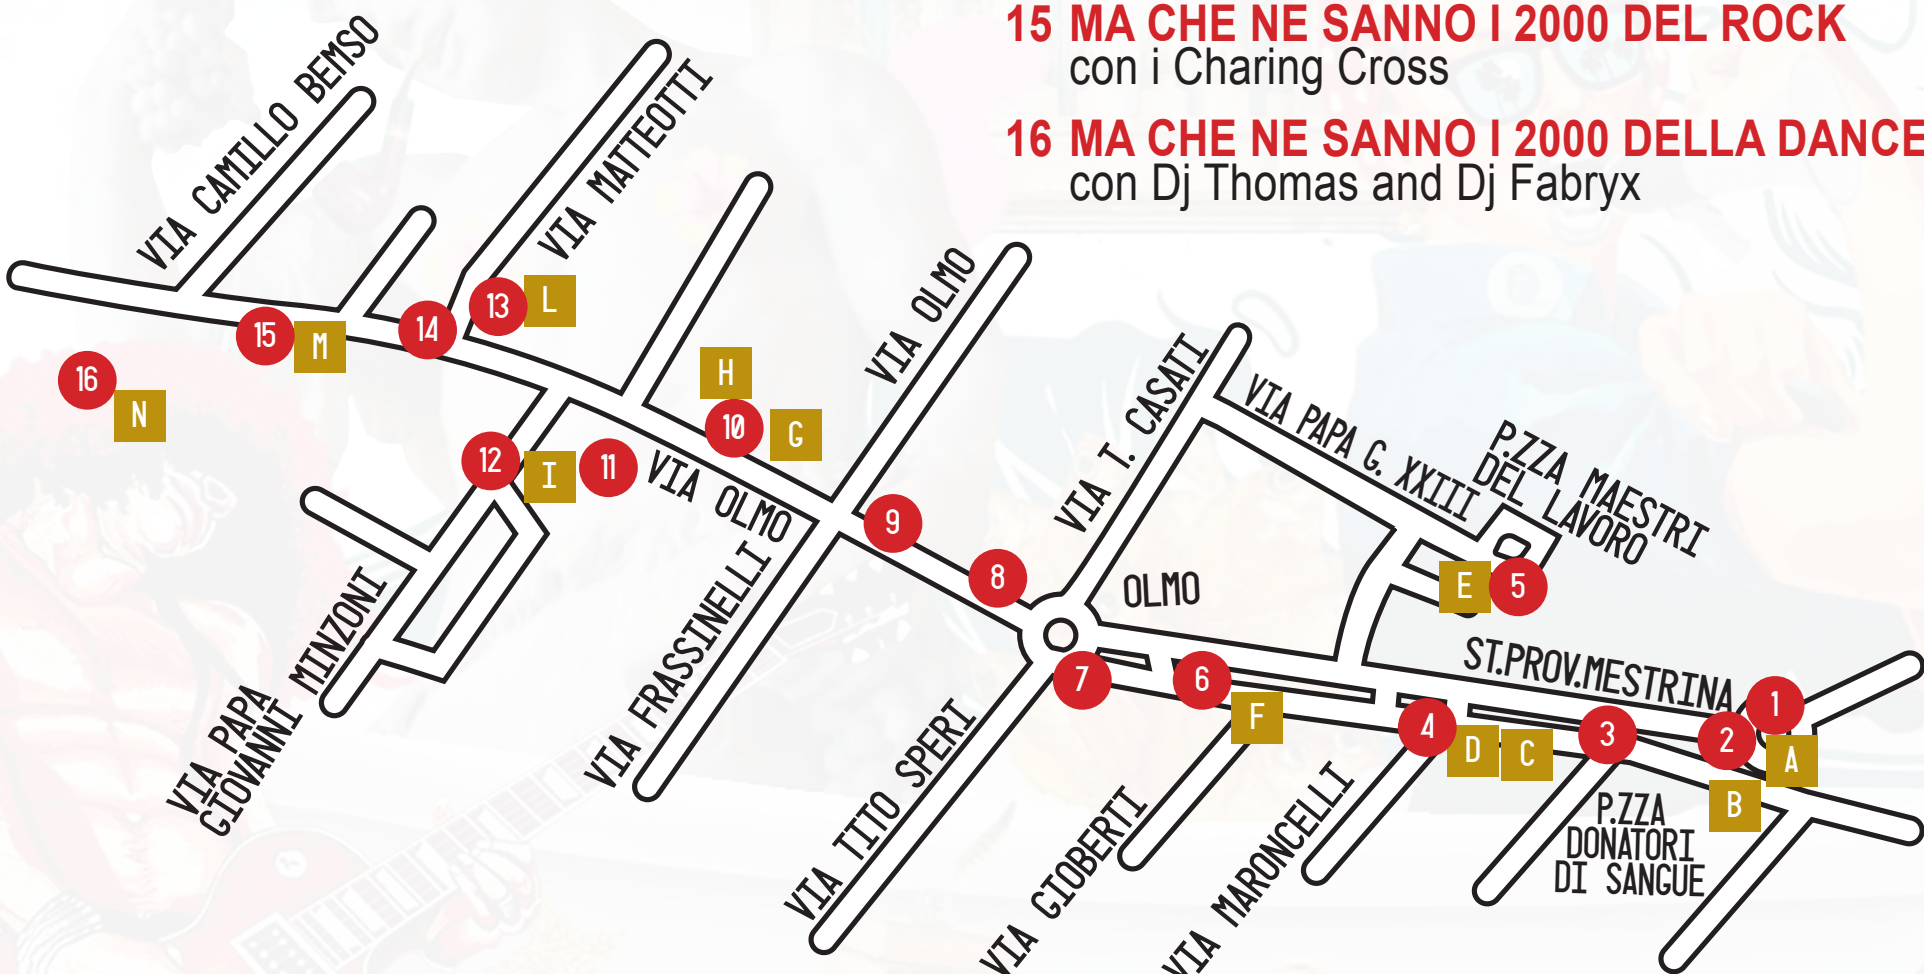 15 MA CHE NE SANNO I 2000 DEL ROCK
con i Charing Cross
16 MA CHE NE SANNO I 2000 DELLA DANCE
con Dj Thomas and Dj Fabryx
VIA CAMILLO BEMSO
VIA MATTEOTTI
VIA OLMO
VIA T. CASATI
VIA PAPA G. XXIII
P.ZZA MAESTRI
DEL LAVORO
13
L
15
M
14
16
N
H
10
G
12
I
11
VIA OLMO
9
8
OLMO
E
5
VIA PAPA
GIOVANNI MINZONI
VIA FRASSINELLI
VIA TITO SPERI
7
6
F
ST.PROV.MESTRINA
1
2
A
3
4
D
C
B
VIA GIOBERTI
VIA MARONCELLI
P.ZZA
DONATORI
DI SANGUE